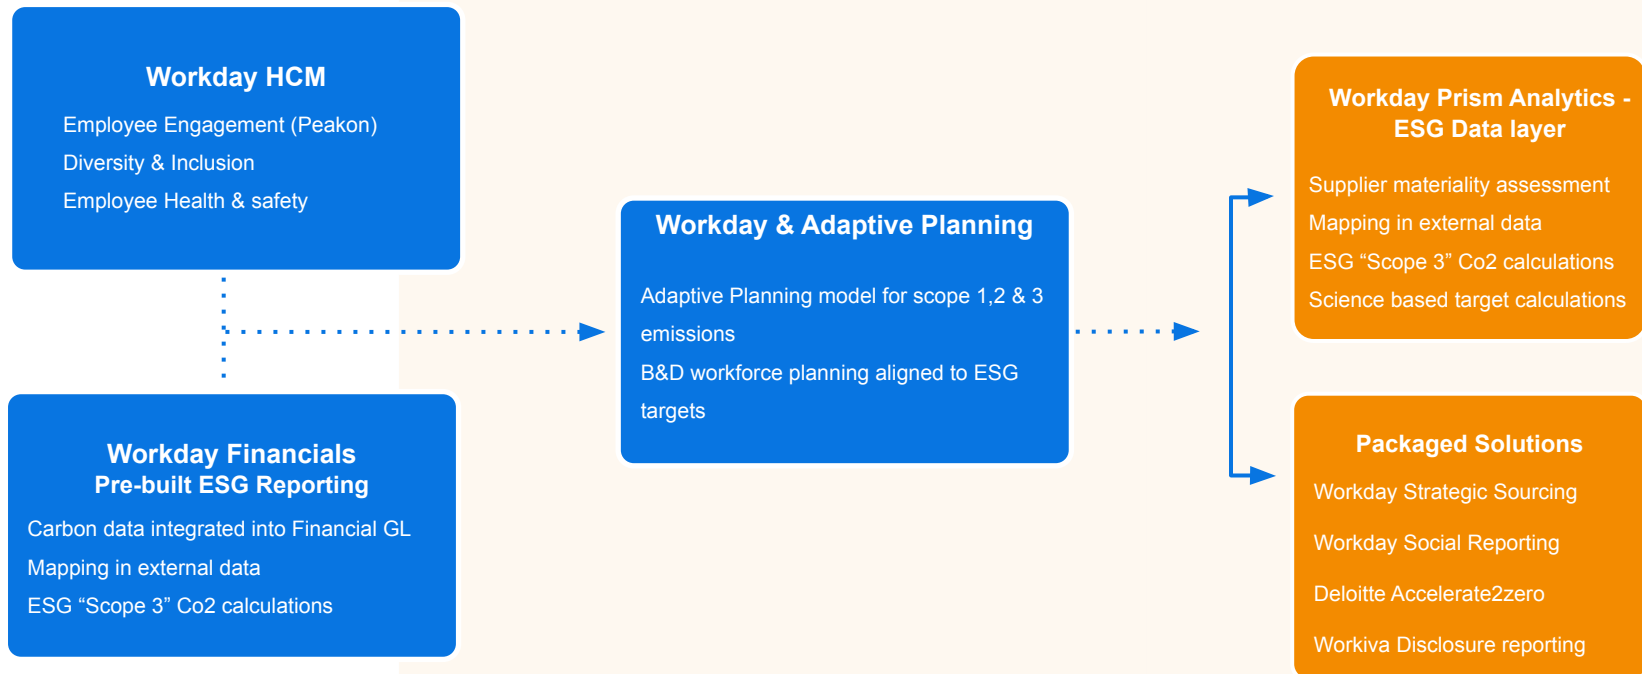 Workday HCM
Employee Engagement (Peakon)
Diversity & Inclusion
Employee Health & safety
Workday Financials
Pre-built ESG Reporting
Carbon data integrated into Financial GL
Mapping in external data
ESG “Scope 3” Co2 calculations
Workday & Adaptive Planning
Adaptive Planning model for scope 1,2 & 3
emissions
B&D workforce planning aligned to ESG
targets
Workday Prism Analytics -
ESG Data layer
Supplier materiality assessment
Mapping in external data
ESG “Scope 3” Co2 calculations
Science based target calculations
Packaged Solutions
Workday Strategic Sourcing
Workday Social Reporting
Deloitte Accelerate2zero
Workiva Disclosure reporting